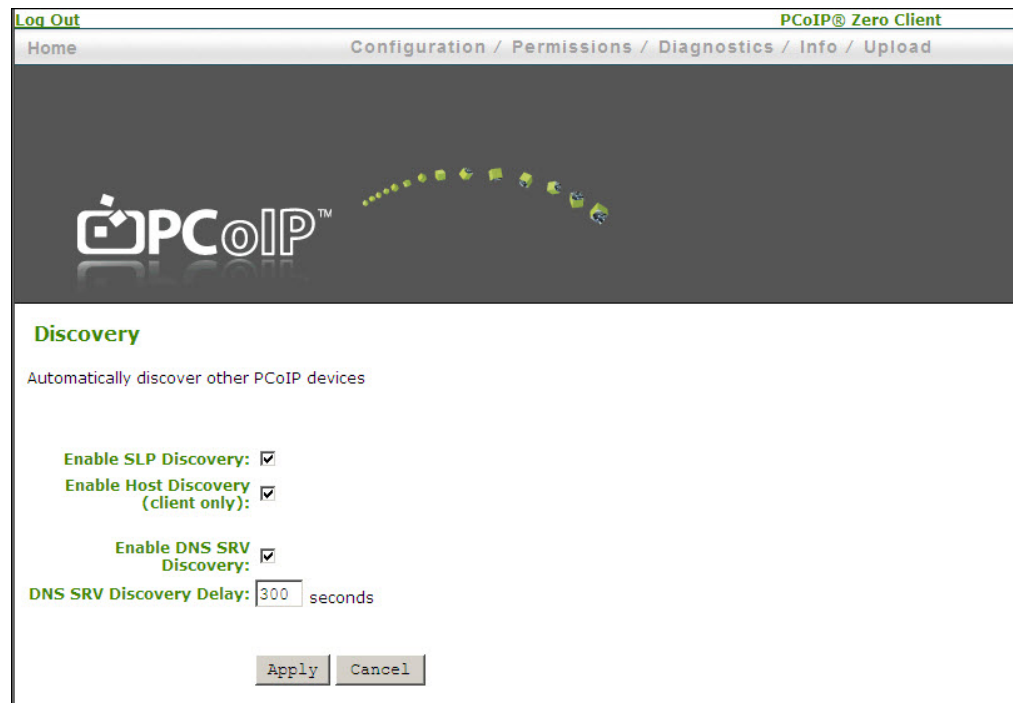 Log Out PCoIP® Zero Client
Home Configuration / Permissions / Diagnostics / Info / Upload
PCoIP™
Discovery
Automatically discover other PCoIP devices
Enable SLP Discovery:
Enable Host Discovery
(client only):
Enable DNS SRV
Discovery:
DNS SRV Discovery Delay: 300 seconds
Apply Cancel